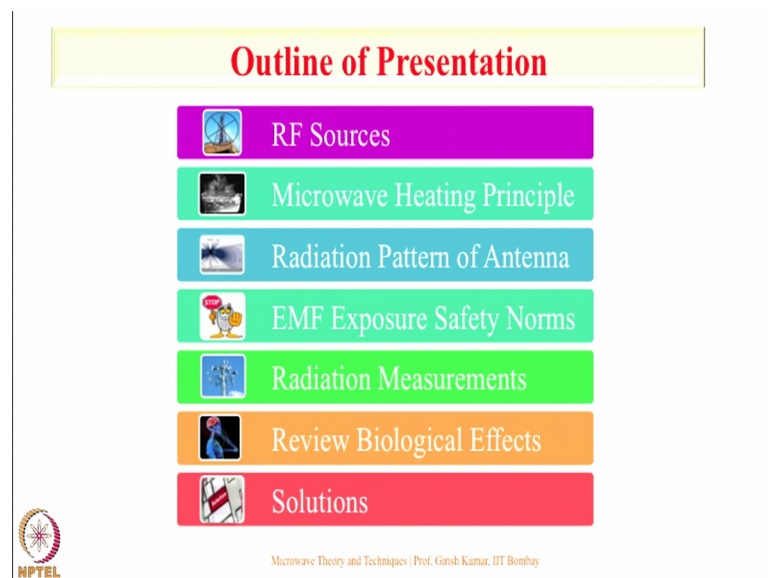 Outline of Presentation
RF Sources
Microwave Heating Principle
Radiation Pattern of Antenna
STOP
EMF Exposure Safety Norms
Radiation Measurements
Review Biological Effects
Solutions
NPTEL
Microwave Theory and Techniques | Prof. Girish Kumar, IIT Bombay